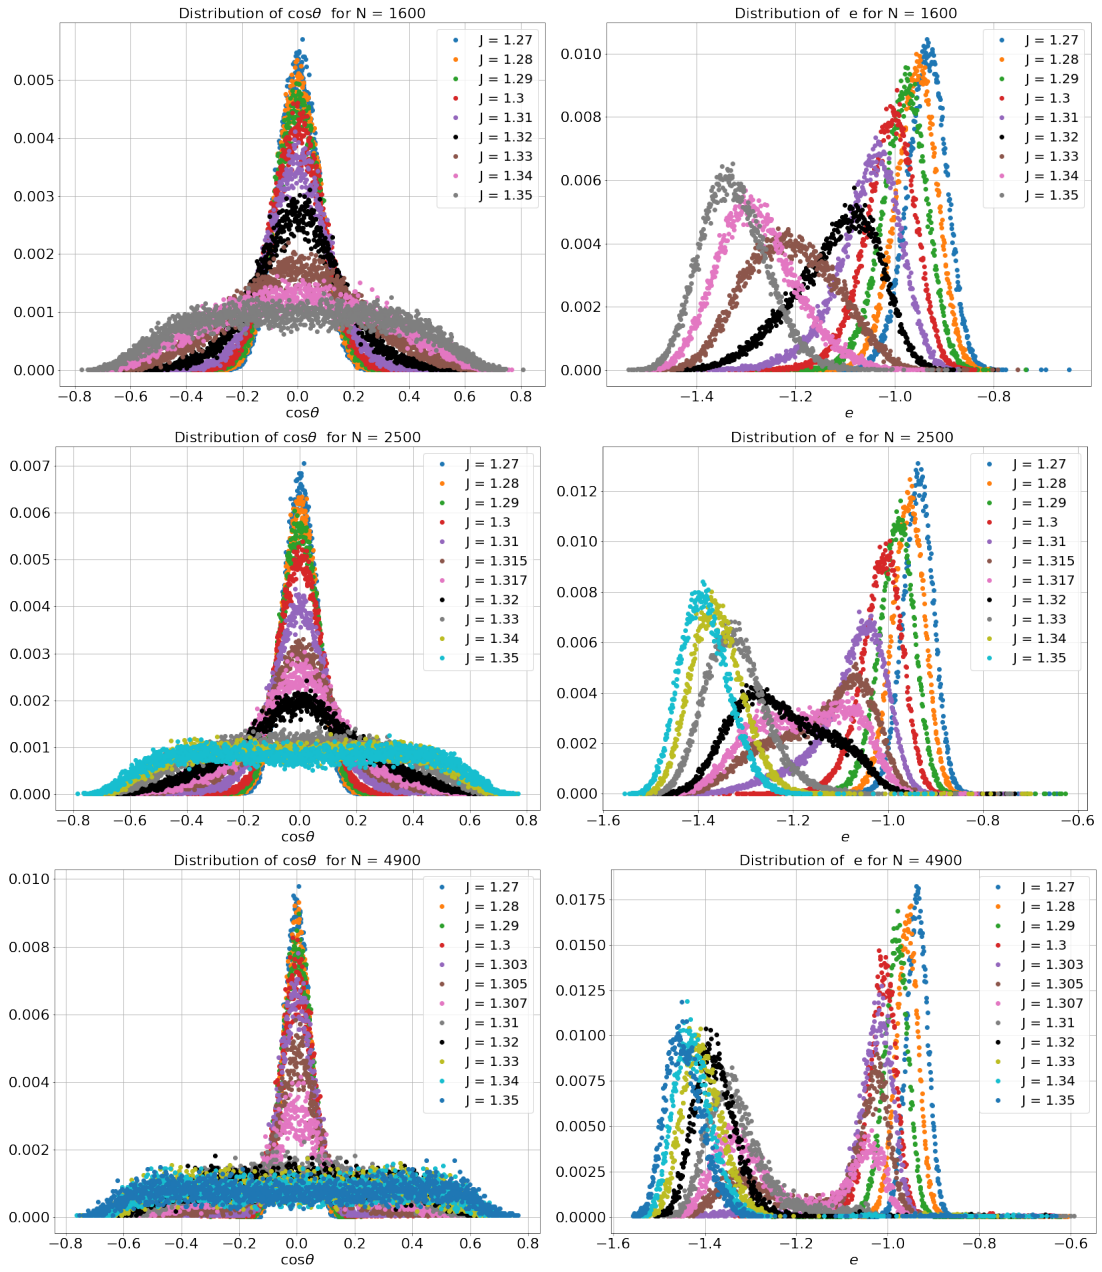 Distribution of cosθ for N = 1600
0.005
0.004
0.003
0.002
0.001
0.000
−0.8 −0.6 −0.4 −0.2 0.0 0.2 0.4 0.6 0.8
cosθ
J = 1.27
J = 1.28
J = 1.29
J = 1.3
J = 1.31
J = 1.32
J = 1.33
J = 1.34
J = 1.35
Distribution of e for N = 1600
0.010
0.008
0.006
0.004
0.002
0.000
−1.4 −1.2 −1.0 −0.8
e
J = 1.27
J = 1.28
J = 1.29
J = 1.3
J = 1.31
J = 1.32
J = 1.33
J = 1.34
J = 1.35
Distribution of cosθ for N = 2500
0.007
0.006
0.005
0.004
0.003
0.002
0.001
0.000
−0.8 −0.6 −0.4 −0.2 0.0 0.2 0.4 0.6 0.8
cosθ
J = 1.27
J = 1.28
J = 1.29
J = 1.3
J = 1.31
J = 1.315
J = 1.317
J = 1.32
J = 1.33
J = 1.34
J = 1.35
Distribution of e for N = 2500
0.012
0.010
0.008
0.006
0.004
0.002
0.000
−1.6 −1.4 −1.2 −1.0 −0.8 −0.6
e
J = 1.27
J = 1.28
J = 1.29
J = 1.3
J = 1.31
J = 1.315
J = 1.317
J = 1.32
J = 1.33
J = 1.34
J = 1.35
Distribution of cosθ for N = 4900
0.010
0.008
0.006
0.004
0.002
0.000
−0.8 −0.6 −0.4 −0.2 0.0 0.2 0.4 0.6 0.8
cosθ
J = 1.27
J = 1.28
J = 1.29
J = 1.3
J = 1.303
J = 1.305
J = 1.307
J = 1.31
J = 1.32
J = 1.33
J = 1.34
J = 1.35
Distribution of e for N = 4900
0.0175
0.0150
0.0125
0.0100
0.0075
0.0050
0.0025
0.0000
−1.6 −1.4 −1.2 −1.0 −0.8 −0.6
e
J = 1.27
J = 1.28
J = 1.29
J = 1.3
J = 1.303
J = 1.305
J = 1.307
J = 1.31
J = 1.32
J = 1.33
J = 1.34
J = 1.35